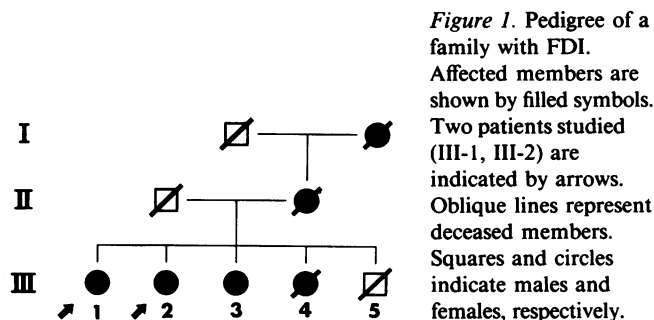 Figure 1. Pedigree of a
family with FDI.
Affected members are
shown by filled symbols.
Two patients studied
(III-1, III-2) are
indicated by arrows.
Oblique lines represent
deceased members.
Squares and circles
indicate males and
females, respectively.
I
II
III
1 2 3 4 5